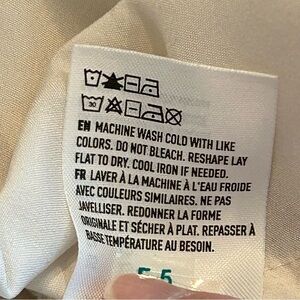 30
EN MACHINE WASH COLD WITH LIKE
COLORS. DO NOT BLEACH. RESHAPE LAY
FLAT TO DRY. COOL IRON IF NEEDED.
FR LAVER À LA MACHINE À L'EAU FROIDE
AVEC COULEURS SIMILAIRES. NE PAS
JAVELLISER. REDONNER LA FORME
ORIGINALE ET SÉCHER À PLAT. REPASSER À
BASSE TEMPÉRATURE AU BESOIN.